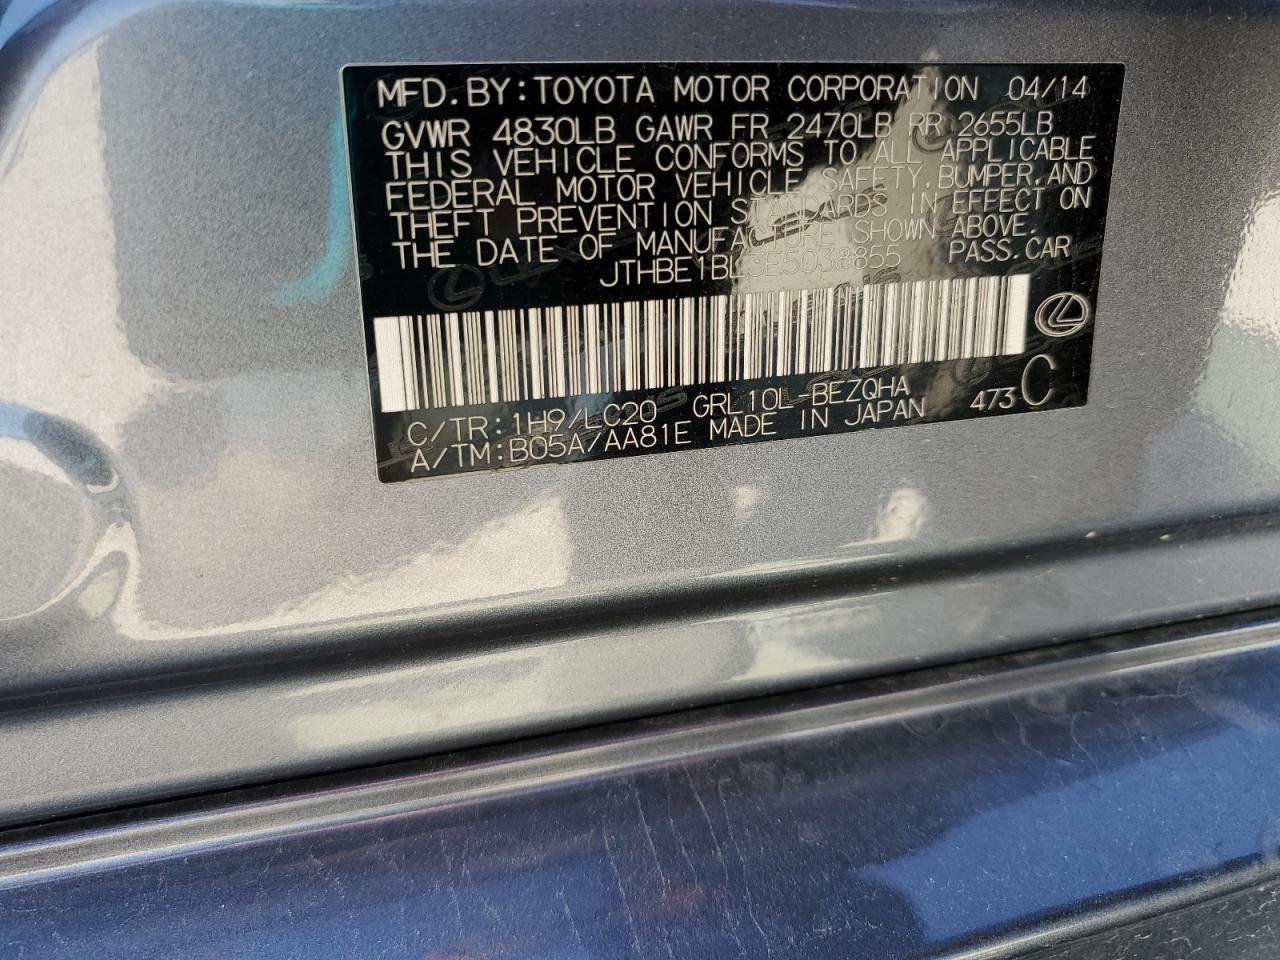 MFD.BY:TOYOTA MOTOR CORPORATION 04/14
GVWR 4830LB GAWR FR 2470LB RR 2655LB
THIS VEHICLE CONFORMS TO ALL APPLICABLE
FEDERAL MOTOR VEHICLE SAFETY,BUMPER,AND
THEFT PREVENTION STANDARDS IN EFFECT ON
THE DATE OF MANUFACTURE SHOWN ABOVE.
PASS.CAR
C/TR:1H9/LC20 GRL10L-BEZQHA
A/TM:B05A/AA81E MADE IN JAPAN 473C